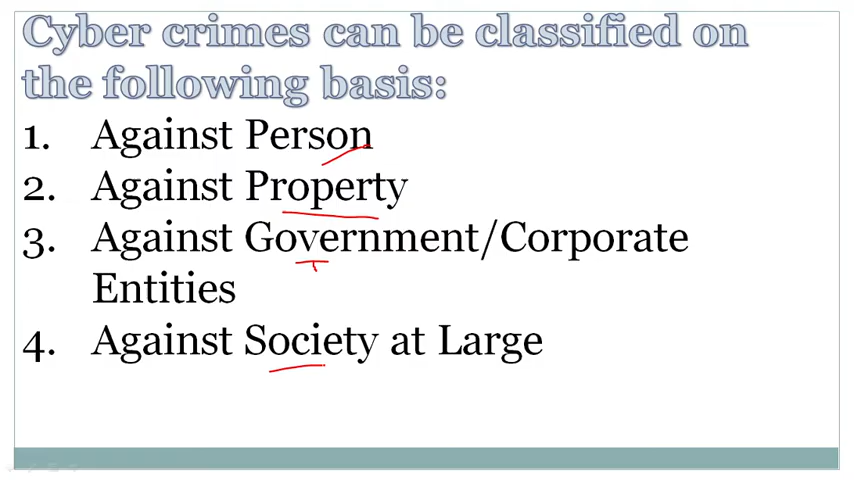 Cyber crimes can be classified on
the following basis:
1. Against Person
2. Against Property
3. Against Government/Corporate
Entities
4. Against Society at Large